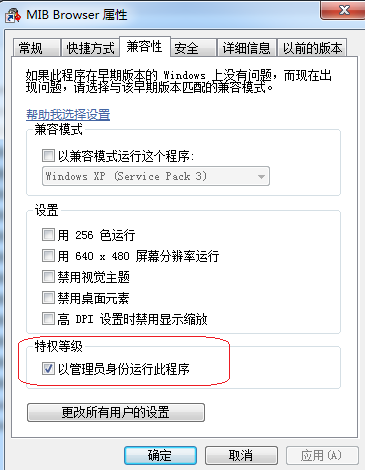 MIB Browser 属性
常规 快捷方式 兼容性 安全 详细信息 以前的版本
如果此程序在早期版本的 Windows 上没有问题，而现在出
现问题，请选择与该早期版本匹配的兼容模式。
帮助我选择设置
兼容模式
以兼容模式运行这个程序:
Windows XP (Service Pack 3)
设置
用 256 色运行
用 640 x 480 屏幕分辨率运行
禁用视觉主题
禁用桌面元素
高 DPI 设置时禁用显示缩放
特权等级
以管理员身份运行此程序
更改所有用户的设置
确定 取消 应用(A)